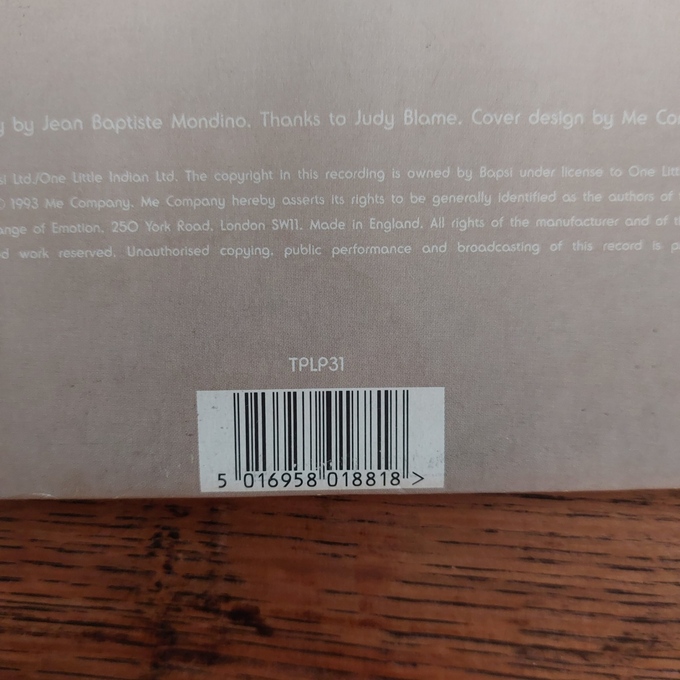 by Jean Baptiste Mondino. Thanks to Judy Blame. Cover design by Me
Ltd./One Little Indian Ltd. The copyright in this recording is owned by Bapsi under license to One
© 1993 Me Company. Me Company hereby asserts its rights to be generally identified as the authors of
of Emotion, 250 York Road, London SW11. Made in England. All rights of the manufacturer and of
work reserved. Unauthorised copying, public performance and broadcasting of this record is
TPLP31
5 016958 018818 >